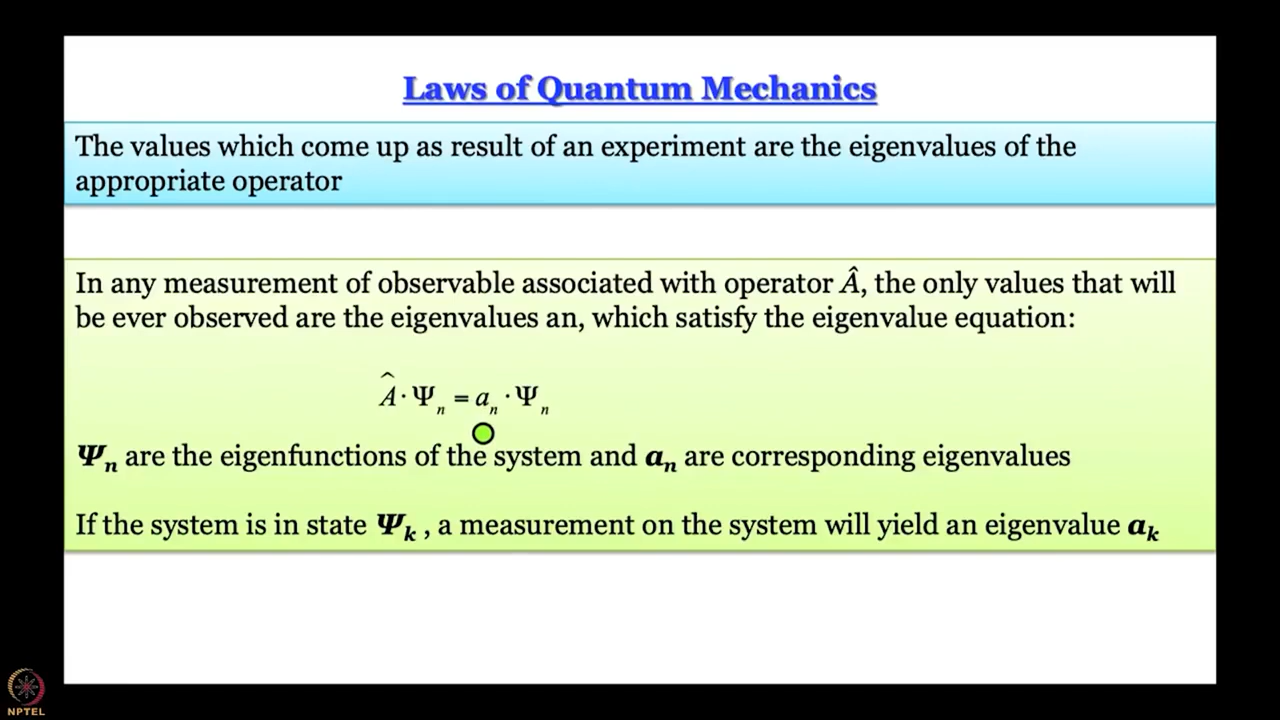 Laws of Quantum Mechanics
The values which come up as result of an experiment are the eigenvalues of the
appropriate operator
In any measurement of observable associated with operator Â, the only values that will
be ever observed are the eigenvalues an, which satisfy the eigenvalue equation:
Â · Ψₙ = aₙ · Ψₙ
Ψₙ are the eigenfunctions of the system and aₙ are corresponding eigenvalues
If the system is in state Ψₖ , a measurement on the system will yield an eigenvalue aₖ
NPTEL